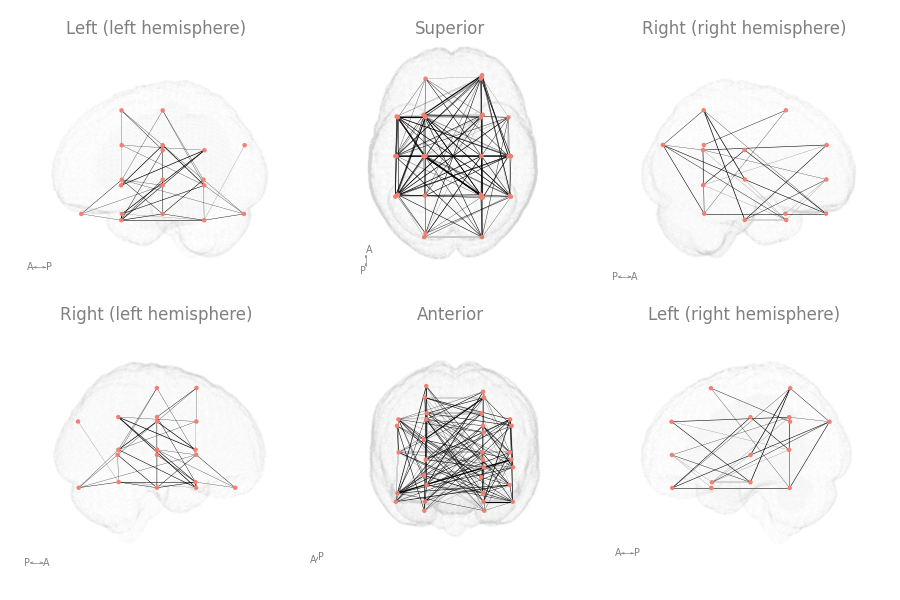 Left (left hemisphere)
Superior
Right (right hemisphere)
A
P
A P
P A
Right (left hemisphere)
Anterior
Left (right hemisphere)
P A
A P
A P